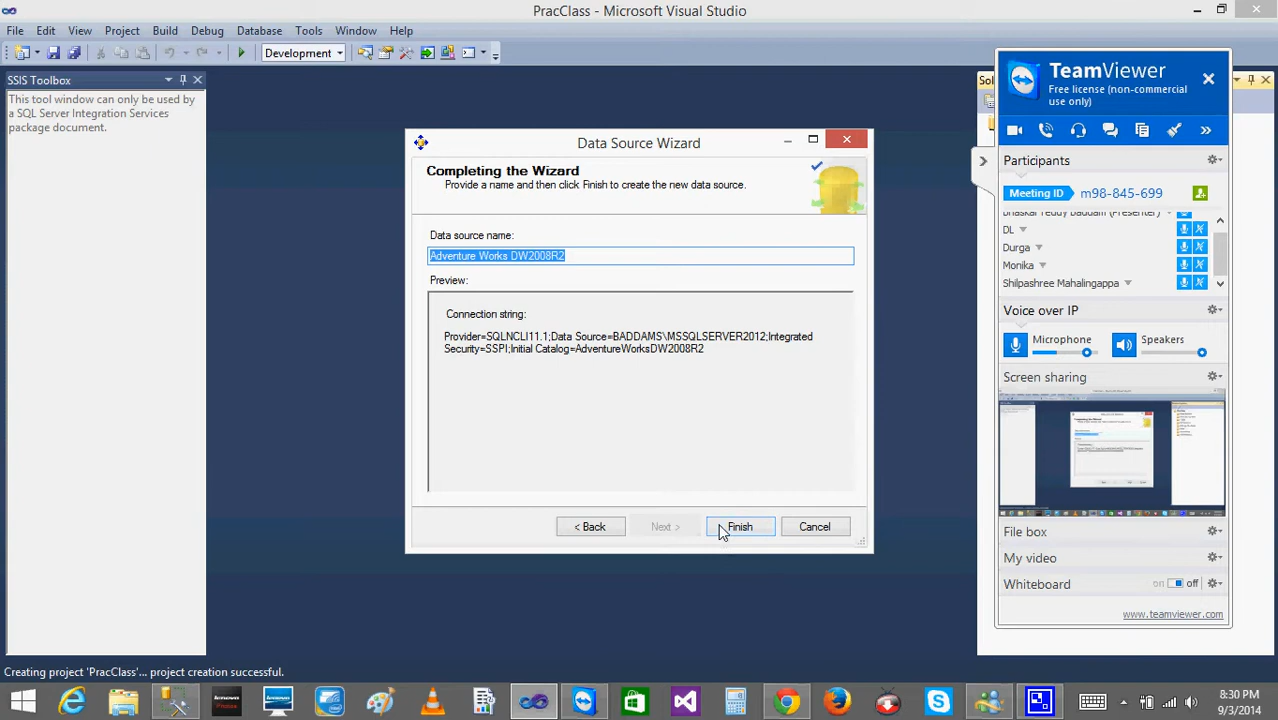 PracClass - Microsoft Visual Studio
File Edit View Project Build Debug Database Tools Window Help
Development
SSIS Toolbox
This tool window can only be used by
a SQL Server Integration Services
package document.
Data Source Wizard
Completing the Wizard
Provide a name and then click Finish to create the new data source.
Data source name:
Adventure Works DW2008R2
Preview:
Connection string:
Provider=SQLNCLI11.1;Data Source=BADDAMS\MSSQLSERVER2012;Integrated
Security=SSPI;Initial Catalog=AdventureWorksDW2008R2
< Back Next > Finish Cancel
Sol
TeamViewer
Free license (non-commercial
use only)
Participants
Meeting ID m98-845-699
Bhaskar Reddy Baddam (Presenter)
DL
Durga
Monika
Shilpashree Mahalingappa
Voice over IP
Microphone Speakers
Screen sharing
File box
My video
Whiteboard on off
www.teamviewer.com
Creating project 'PracClass'... project creation successful.
8:30 PM
9/3/2014